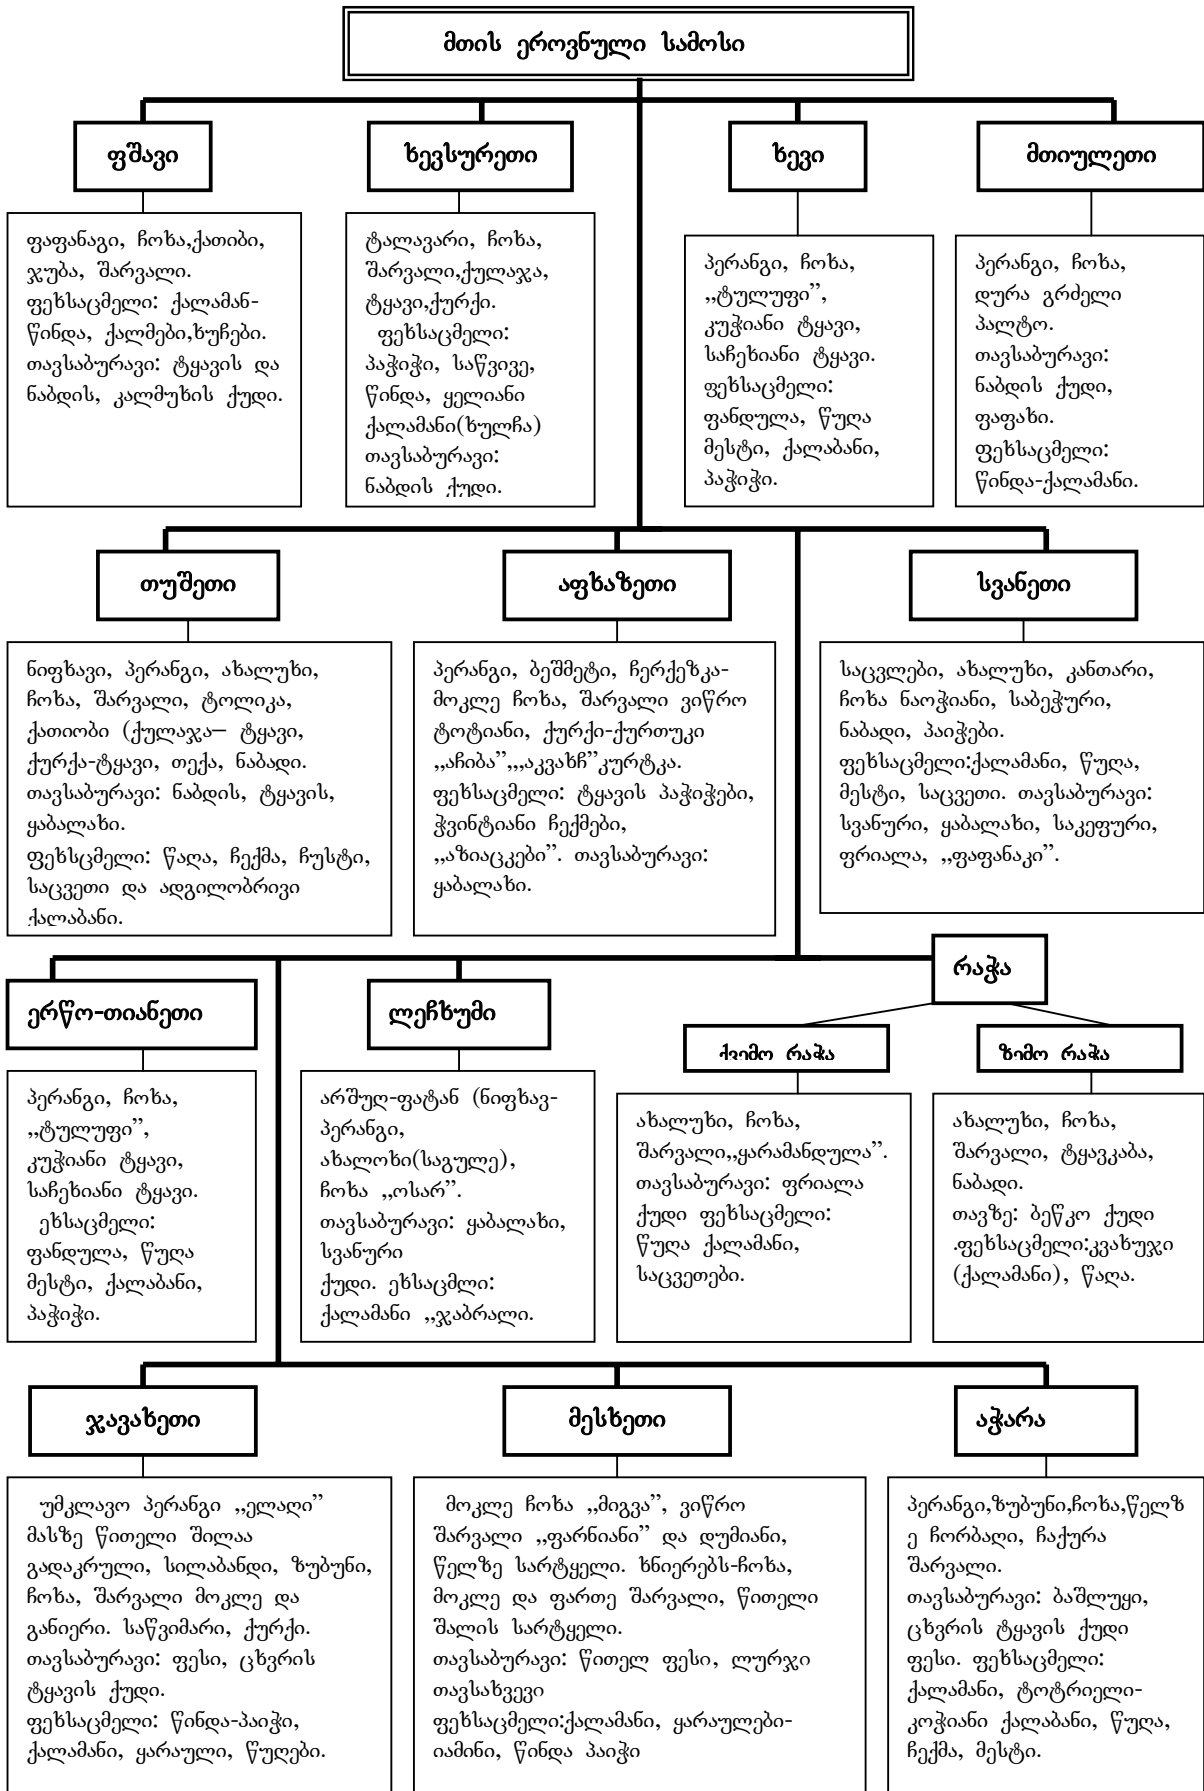 მთის ეროვნული სამოსი
ფშავი
ფაფანაგი, ჩოხა,ქათიბი,
ჯუბა, შარვალი.
ფეხსაცმელი: ქალამან-
წინდა, ქალმები,ხუჩები.
თავსაბურავი: ტყავის და
ნაბდის, კალმუხის ქუდი.
ხევსურეთი
ტალავარი, ჩოხა,
შარვალი,ქულაჯა,
ტყავი,ქურქი.
ფეხსაცმელი:
პაჭიჭი, საწვივე,
წინდა, ყელიანი
ქალამანი(ხულჩა)
თავსაბურავი:
ნაბდის ქუდი.
ხევი
პერანგი, ჩოხა,
„ტულუფი”,
კუჭიანი ტყავი,
საჩეხიანი ტყავი.
ფეხსაცმელი:
ფანდულა, წუღა
მესტი, ქალაბანი,
პაჭიჭი.
მთიულეთი
პერანგი, ჩოხა,
დურა გრძელი
პალტო.
თავსაბურავი:
ნაბდის ქუდი,
ფაფახი.
ფეხსაცმელი:
წინდა-ქალამანი.
თუშეთი
ნიფხავი, პერანგი, ახალუხი,
ჩოხა, შარვალი, ტოლიკა,
ქათიობი (ქულაჯა– ტყავი,
ქურქა-ტყავი, თექა, ნაბადი.
თავსაბურავი: ნაბდის, ტყავის,
ყაბალახი.
ფეხსცმელი: წაღა, ჩექმა, ჩუსტი,
საცვეთი და ადგილობრივი
ქალაბანი.
აფხაზეთი
პერანგი, ბეშმეტი, ჩერქეზკა-
მოკლე ჩოხა, შარვალი ვიწრო
ტოტიანი, ქურქი-ქურთუკი
„აჩიბა”,„აკვახჩ”კურტკა.
ფეხსაცმელი: ტყავის პაჭიჭები,
ჭვინტიანი ჩექმები,
„აზიაცკები”. თავსაბურავი:
ყაბალახი.
სვანეთი
საცვლები, ახალუხი, კანთარი,
ჩოხა ნაოჭიანი, საბეჭური,
ნაბადი, პაიჭები.
ფეხსაცმელი:ქალამანი, წუღა,
მესტი, საცვეთი. თავსაბურავი:
სვანური, ყაბალახი, საკეფური,
ფრიალა, „ფაფანაკი”.
რაჭა
ერწო-თიანეთი
პერანგი, ჩოხა,
„ტულუფი”,
კუჭიანი ტყავი,
საჩეხიანი ტყავი.
ეხსაცმელი:
ფანდულა, წუღა
მესტი, ქალაბანი,
პაჭიჭი.
ლეჩხუმი
არშუღ-ფატან (ნიფხავ-
პერანგი,
ახალოხი(საგულე),
ჩოხა „ოსარ”.
თავსაბურავი: ყაბალახი,
სვანური
ქუდი. ეხსაცმლი:
ქალამანი „ჯაბრალი.
ქვემო რაჭა
ახალუხი, ჩოხა,
შარვალი„ყარამანდულა”.
თავსაბურავი: ფრიალა
ქუდი ფეხსაცმელი:
წუღა ქალამანი,
საცვეთები.
ზემო რაჭა
ახალუხი, ჩოხა,
შარვალი, ტყავკაბა,
ნაბადი.
თავზე: ბეწკო ქუდი
.ფეხსაცმელი:კვახუჯი
(ქალამანი), წაღა.
ჯავახეთი
უმკლავო პერანგი „ელაღი”
მასზე წითელი შილაა
გადაკრული, სილაბანდი, ზუბუნი,
ჩოხა, შარვალი მოკლე და
განიერი. საწვიმარი, ქურქი.
თავსაბურავი: ფესი, ცხვრის
ტყავის ქუდი.
ფეხსაცმელი: წინდა-პაიჭი,
ქალამანი, ყარაული, წუღები.
მესხეთი
მოკლე ჩოხა „მიგვა”, ვიწრო
შარვალი „ფარნიანი” და დუმიანი,
წელზე სარტყელი. ხნიერებს-ჩოხა,
მოკლე და ფართე შარვალი, წითელი
შალის სარტყელი.
თავსაბურავი: წითელ ფესი, ლურჯი
თავსახვევი
ფეხსაცმელი:ქალამანი, ყარაულები-
იამინი, წინდა პაიჭი
აჭარა
პერანგი,ზუბუნი,ჩოხა,წელზ
ე ჩორბაღი, ჩაქურა
შარვალი.
თავსაბურავი: ბაშლუყი,
ცხვრის ტყავის ქუდი
ფესი. ფეხსაცმელი:
ქალამანი, ტოტრიელი-
კოჭიანი ქალაბანი, წუღა,
ჩექმა, მესტი.